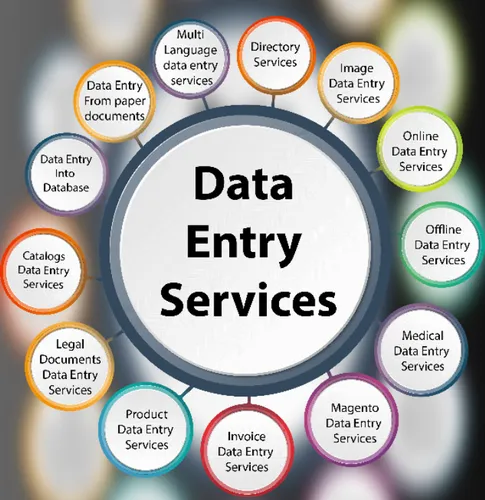 Data
Entry
Services
Multi
Language
data entry
services
Directory
Services
Image
Data Entry
Services
Online
Data Entry
Services
Offline
Data Entry
Services
Medical
Data Entry
Services
Magento
Data Entry
Services
Invoice
Data Entry
Services
Product
Data Entry
Services
Legal
Documents
Data Entry
Services
Catalogs
Data Entry
Services
Data Entry
Into
Database
Data Entry
From paper
documents